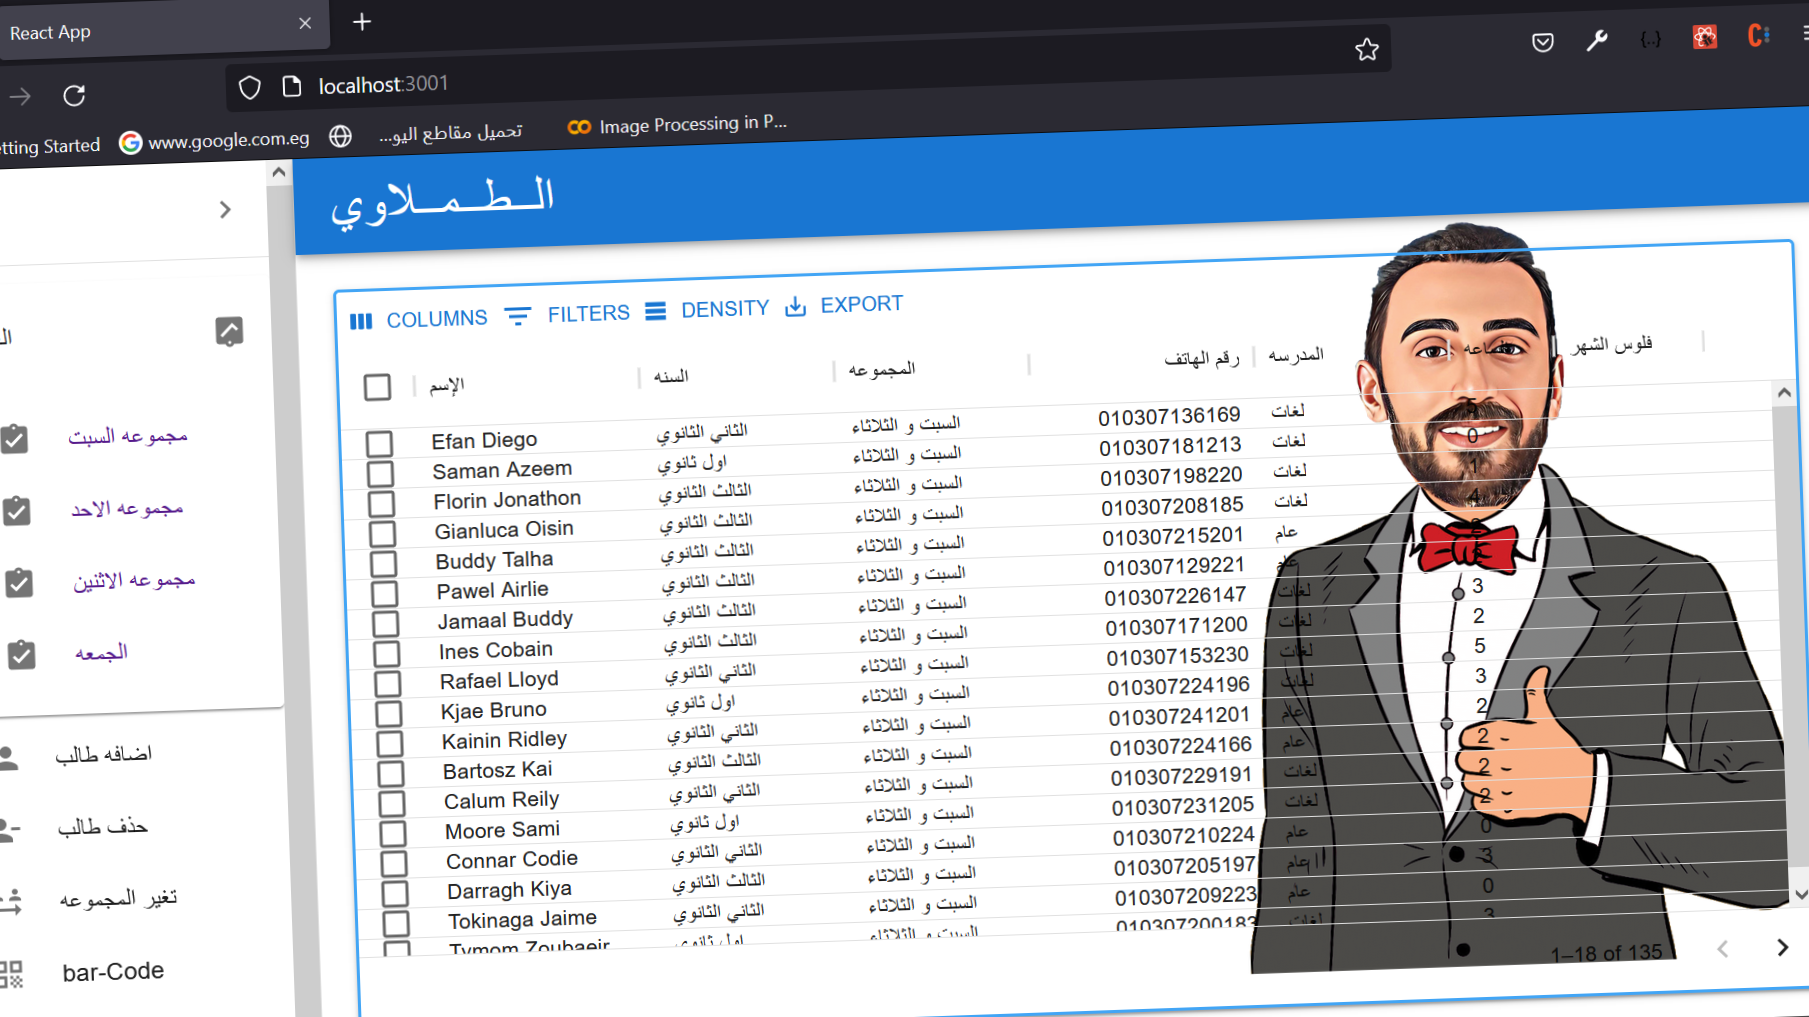 React App
localhost:3001
etting Started
www.google.com.eg
تحميل مقاطع اليو...
Image Processing in P...
الــطــمــلاوي
COLUMNS FILTERS DENSITY EXPORT
الإسم السنه المجموعه رقم الهاتف المدرسه الساعه فلوس الشهر
Efan Diego الثاني الثانوي السبت و الثلاثاء 010307136169 لغات
Saman Azeem اول ثانوي السبت و الثلاثاء 010307181213 لغات 0
Florin Jonathon الثالث الثانوي السبت و الثلاثاء 010307198220 لغات 1
Gianluca Oisin الثالث الثانوي السبت و الثلاثاء 010307208185 لغات 4
Buddy Talha الثالث الثانوي السبت و الثلاثاء 010307215201 عام
Pawel Airlie الثالث الثانوي السبت و الثلاثاء 010307129221 عام
Jamaal Buddy الثالث الثانوي السبت و الثلاثاء 010307226147 لغات 3
Ines Cobain الثالث الثانوي السبت و الثلاثاء 010307171200 لغات 2
Rafael Lloyd الثاني الثانوي السبت و الثلاثاء 010307153230 لغات 5
Kjae Bruno اول ثانوي السبت و الثلاثاء 010307224196 لغات 3
Kainin Ridley الثاني الثانوي السبت و الثلاثاء 010307241201 عام 2
Bartosz Kai الثالث الثانوي السبت و الثلاثاء 010307224166 عام 2
Calum Reily الثاني الثانوي السبت و الثلاثاء 010307229191 لغات 2
Moore Sami اول ثانوي السبت و الثلاثاء 010307231205 لغات 2
Connar Codie الثاني الثانوي السبت و الثلاثاء 010307210224 عام 0
Darragh Kiya الثالث الثانوي السبت و الثلاثاء 010307205197 عام 3
Tokinaga Jaime الثاني الثانوي السبت و الثلاثاء 010307209223 عام 0
Tymom Zoubaeir اول ثانوي السبت و الثلاثاء 010307200183 لغات 3
1–18 of 135
مجموعه السبت
مجموعه الاحد
مجموعه الاثنين
الجمعه
اضافه طالب
حذف طالب
تغير المجموعه
bar-Code